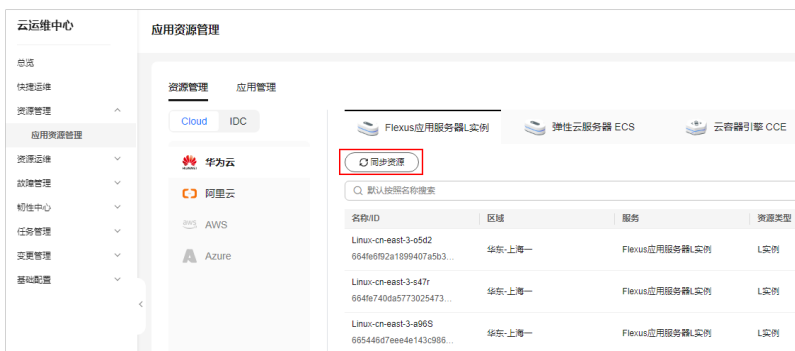 云运维中心
总览
快捷运维
资源管理
应用资源管理
资源运维
故障管理
韧性中心
任务管理
变更管理
基础配置
应用资源管理
资源管理 应用管理
Cloud IDC
华为云
阿里云
aws AWS
Azure
Flexus应用服务器L实例 弹性云服务器 ECS 云容器引擎 CCE
同步资源
默认按照名称搜索
名称/ID 区域 服务 资源类型
Linux-cn-east-3-o5d2
664fe6f92a1899407a5b3... 华东-上海一 Flexus应用服务器L实例 L实例
Linux-cn-east-3-s47r
664fe740da5773025473... 华东-上海一 Flexus应用服务器L实例 L实例
Linux-cn-east-3-a96S
665446d7eee4e143c986... 华东-上海一 Flexus应用服务器L实例 L实例